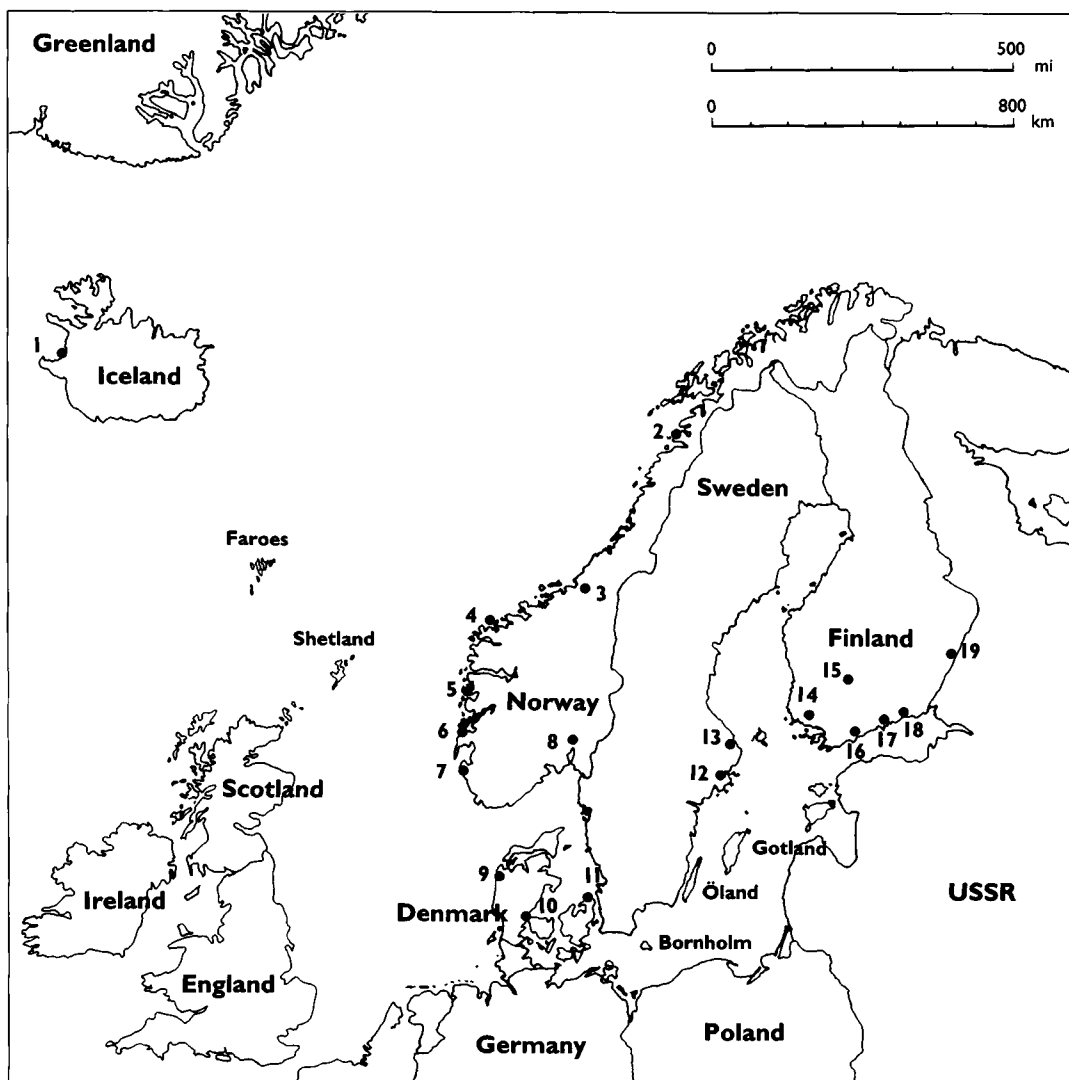 Greenland
0 500
mi
0 800
km
1
Iceland
2
Sweden
Faroes
3
4
Finland
Shetland
19
15
5
14
Norway
6
8
13
16
17
18
7
12
Scotland
Gotland
9
11
Ireland
Öland
USSR
Denmark
10
Bornholm
England
Poland
Germany